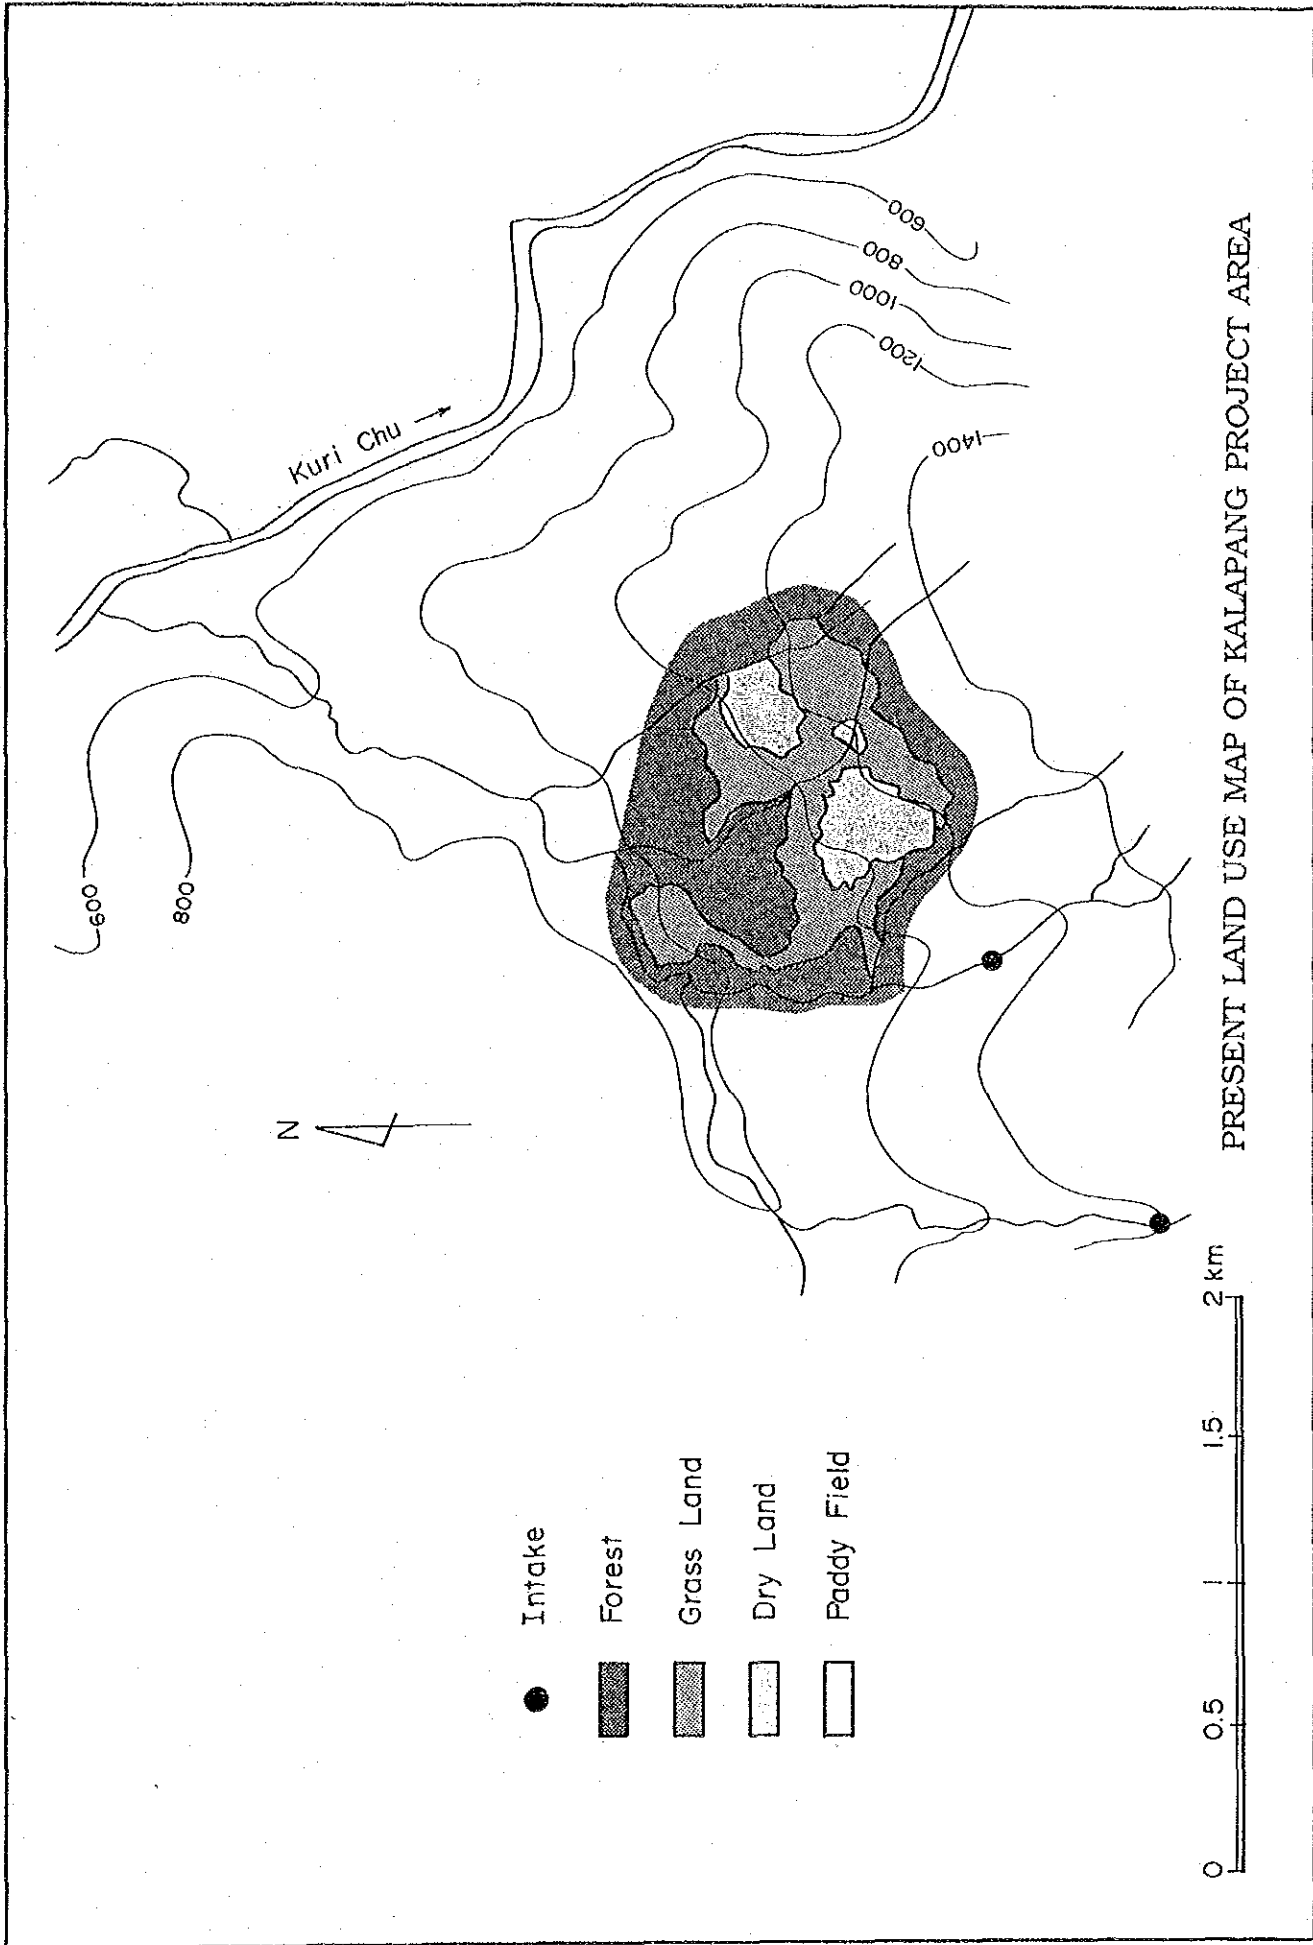 N
Kuri Chu
600
800
600
800
1000
1200
1400
Intake
Forest
Grass Land
Dry Land
Paddy Field
0 0.5 1 1.5 2 km
PRESENT LAND USE MAP OF KALAPANG PROJECT AREA